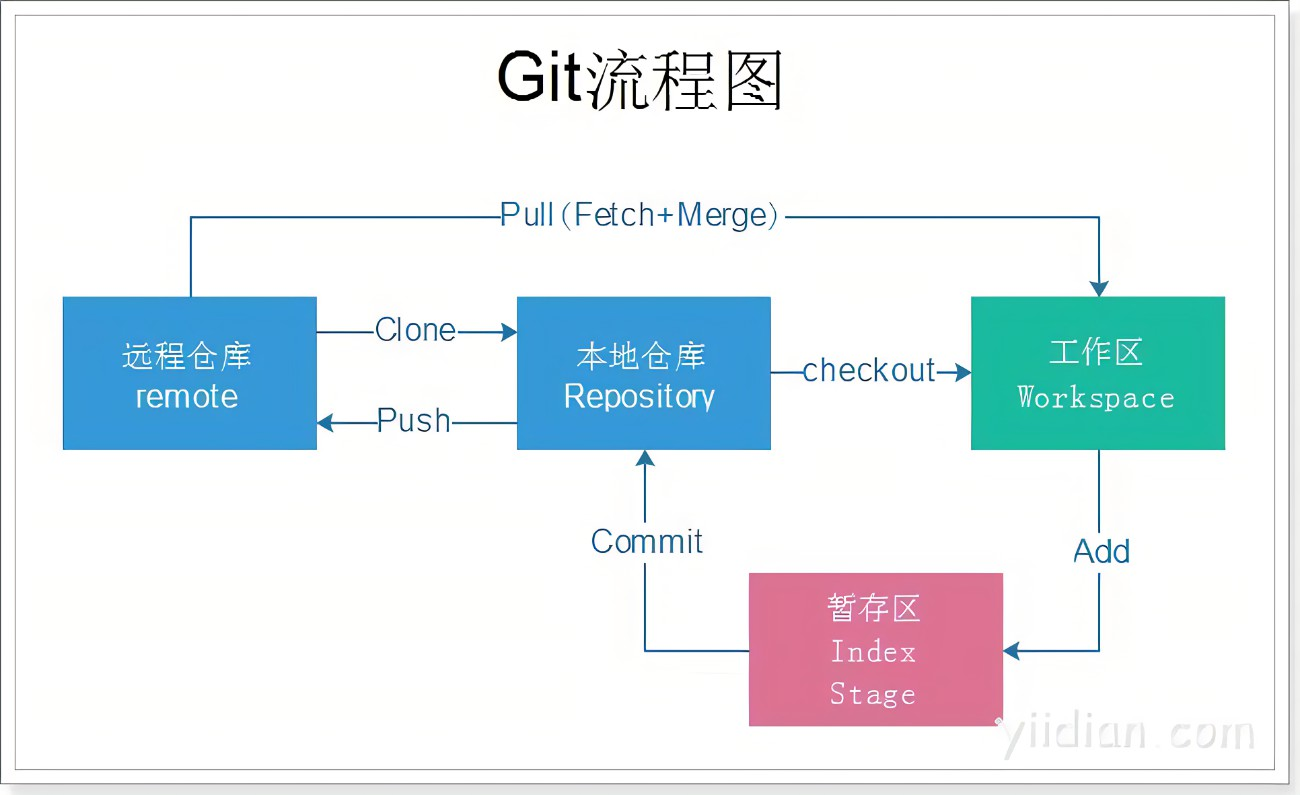 Git流程图
Pull(Fetch+Merge)
远程仓库
remote
Clone
Push
本地仓库
Repository
checkout
工作区
Workspace
Commit
Add
暂存区
Index
Stage
yiidian.com